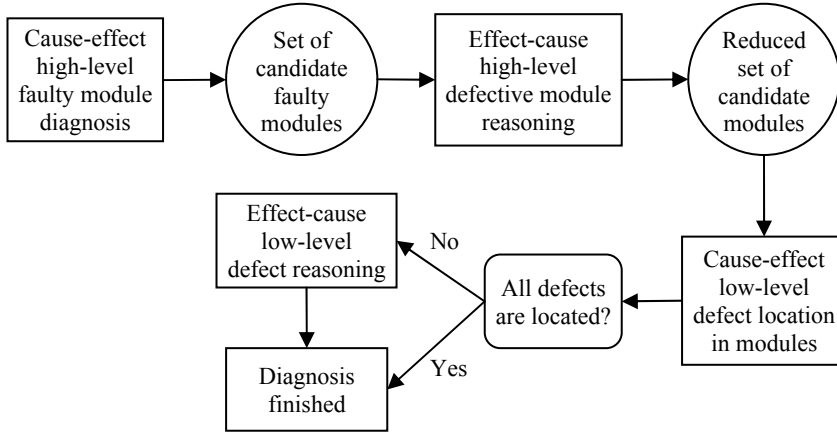 Cause-effect
high-level
faulty module
diagnosis
Set of
candidate
faulty
modules
Effect-cause
high-level
defective module
reasoning
Reduced
set of
candidate
modules
Cause-effect
low-level
defect location
in modules
All defects
are located?
No
Yes
Effect-cause
low-level
defect reasoning
Diagnosis
finished